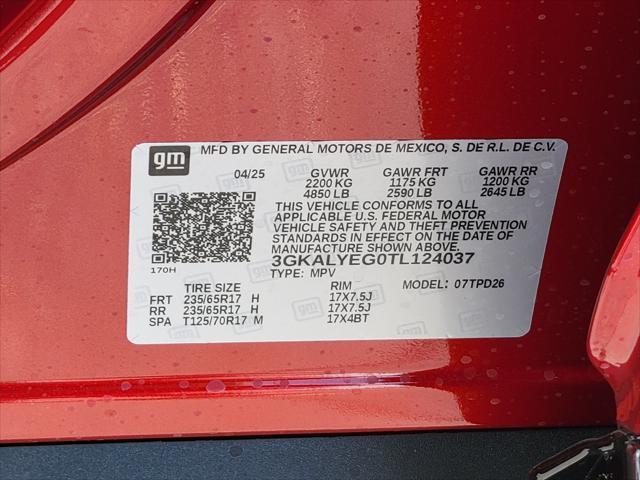 gm MFD BY GENERAL MOTORS DE MEXICO, S. DE R.L. DE C.V.
04/25 GVWR GAWR FRT GAWR RR
2200 KG 1175 KG 1200 KG
4850 LB 2590 LB 2645 LB
THIS VEHICLE CONFORMS TO ALL
APPLICABLE U.S. FEDERAL MOTOR
VEHICLE SAFETY AND THEFT PREVENTION
STANDARDS IN EFFECT ON THE DATE OF
MANUFACTURE SHOWN ABOVE.
3GKALYEG0TL124037
170H TYPE: MPV
TIRE SIZE RIM MODEL: 07TPD26
FRT 235/65R17 H 17X7.5J
RR 235/65R17 H 17X7.5J
SPA T125/70R17 M 17X4BT